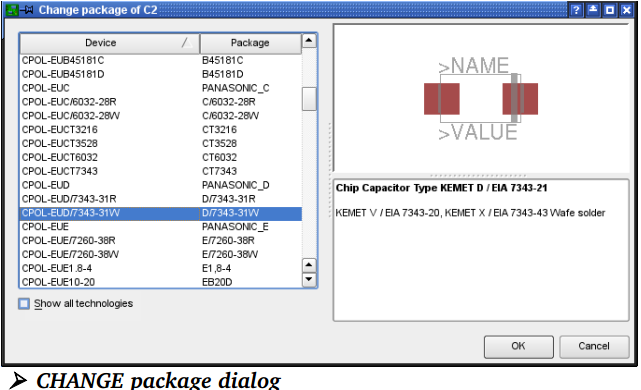 Change package of C2
Device Package
CPOL-EUB45181C B45181C
CPOL-EUB45181D B45181D
CPOL-EUC PANASONIC_C
CPOL-EUC/6032-28R C/6032-28R
CPOL-EUC/6032-28W C/6032-28W
CPOL-EUCT3216 CT3216
CPOL-EUCT3528 CT3528
CPOL-EUCT6032 CT6032
CPOL-EUCT7343 CT7343
CPOL-EUD PANASONIC_D
CPOL-EUD/7343-31R D/7343-31R
CPOL-EUD/7343-31W D/7343-31W
CPOL-EUE PANASONIC_E
CPOL-EUE/7260-38R E/7260-38R
CPOL-EUE/7260-38W E/7260-38W
CPOL-EUE1.8-4 E1,8-4
CPOL-EUE10-20 EB20D
Show all technologies
>NAME
>VALUE
Chip Capacitor Type KEMET D / EIA 7343-21
KEMET V / EIA 7343-20, KEMET X / EIA 7343-43 Wafe solder
OK Cancel
➢ CHANGE package dialog